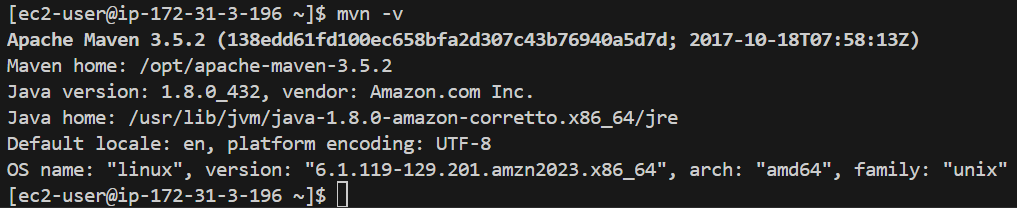 [ec2-user@ip-172-31-3-196 ~]$ mvn -v
Apache Maven 3.5.2 (138edd61fd100ec658bfa2d307c43b76940a5d7d; 2017-10-18T07:58:13Z)
Maven home: /opt/apache-maven-3.5.2
Java version: 1.8.0_432, vendor: Amazon.com Inc.
Java home: /usr/lib/jvm/java-1.8.0-amazon-corretto.x86_64/jre
Default locale: en, platform encoding: UTF-8
OS name: "linux", version: "6.1.119-129.201.amzn2023.x86_64", arch: "amd64", family: "unix"
[ec2-user@ip-172-31-3-196 ~]$